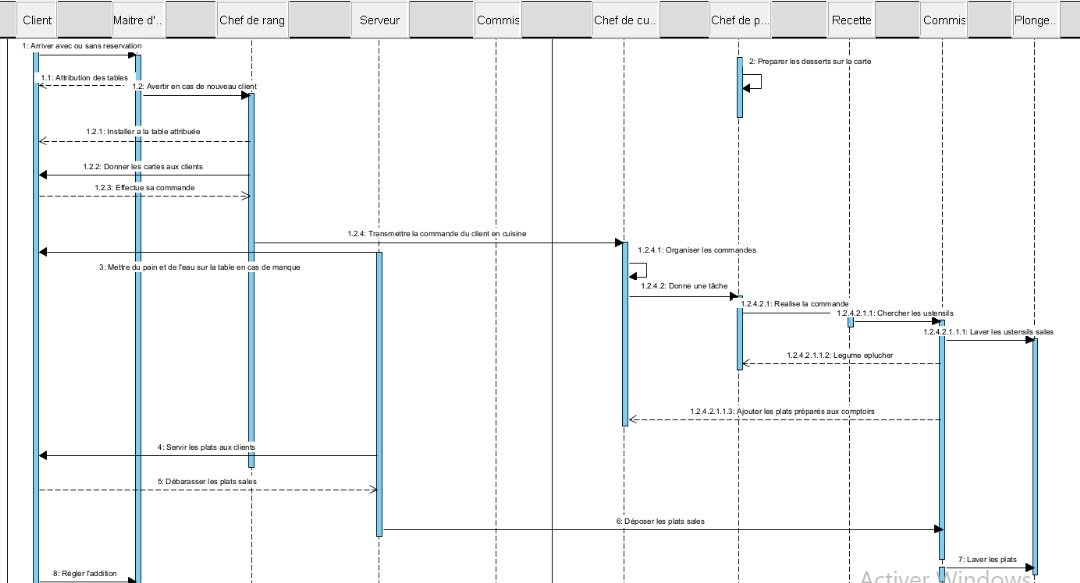 Client
Maitre d'..
Chef de rang
Serveur
Commis
Chef de cu..
Chef de p...
Recette
Commis
Plonge..
1: Arriver avec ou sans reservation
2: Preparer les desserts sur la carte
1.1: Attribution des tables
1.2: Avertir en cas de nouveau client
1.2.1: Installer a la table attribuée
1.2.2: Donner les cartes aux clients
1.2.3: Effectue sa commande
1.2.4: Transmettre la commande du client en cuisine
1.2.4.1: Organiser les commandes
3: Mettre du pain et de l'eau sur la table en cas de manque
1.2.4.2: Donne une tâche
1.2.4.2.1: Realise la commande
1.2.4.2.1.1: Chercher les ustensils
1.2.4.2.1.1.1: Laver les ustensils sales
1.2.4.2.1.1.2: Legume eplucher
1.2.4.2.1.1.3: Ajouter les plats préparés aux comptoirs
4: Servir les plats aux clients
5: Débarasser les plats sales
6: Déposer les plats sales
7: Laver les plats
8: Régler l'addition
Activer Windows